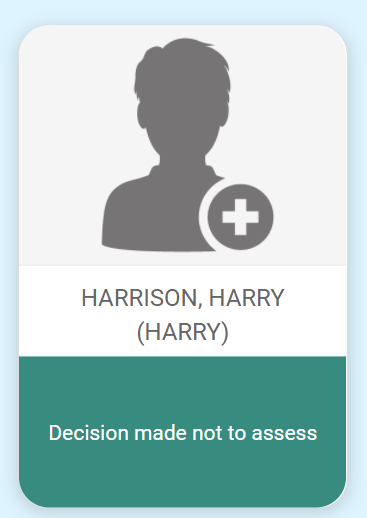 HARRISON, HARRY
(HARRY)
Decision made not to assess